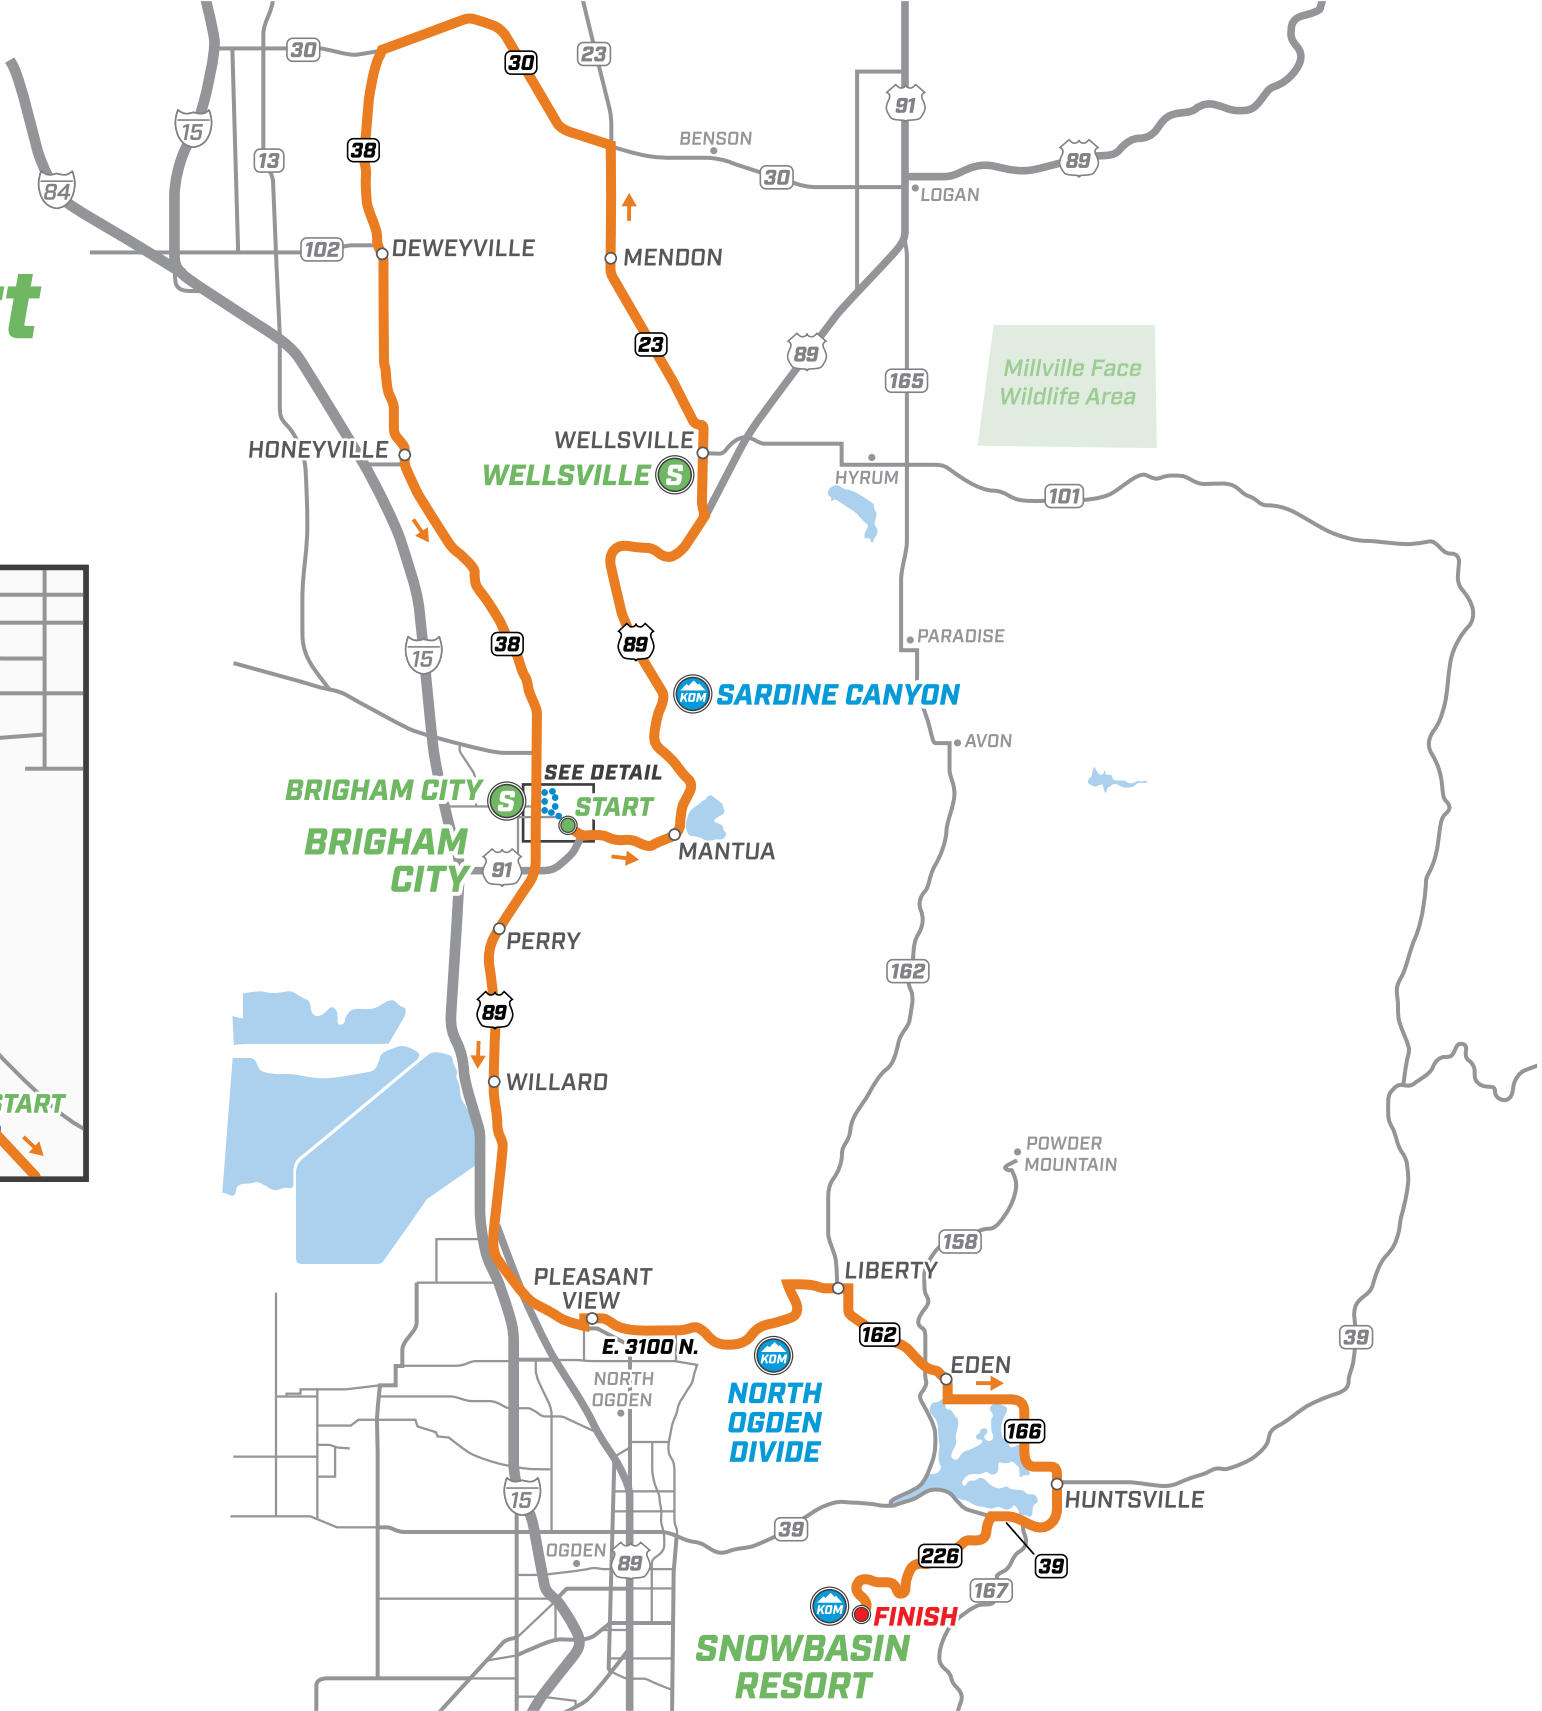 30
30
23
91
15
38
13
BENSON
89
84
30
LOGAN
102
DEWEYVILLE
MENDON
t
23
89
165
Millville Face
Wildlife Area
HONEYVILLE
WELLSVILLE
WELLSVILLE S
HYRUM
101
15
38
89
PARADISE
KOM SARDINE CANYON
AVON
SEE DETAIL
BRIGHAM CITY S
START
BRIGHAM
CITY
91
MANTUA
PERRY
162
89
WILLARD
START
POWDER
MOUNTAIN
158
PLEASANT
VIEW
LIBERTY
162
39
E. 3100 N.
KOM
EDEN
NORTH
OGDEN
NORTH
OGDEN
DIVIDE
166
15
HUNTSVILLE
39
OGDEN
89
226
39
167
KOM FINISH
SNOWBASIN
RESORT